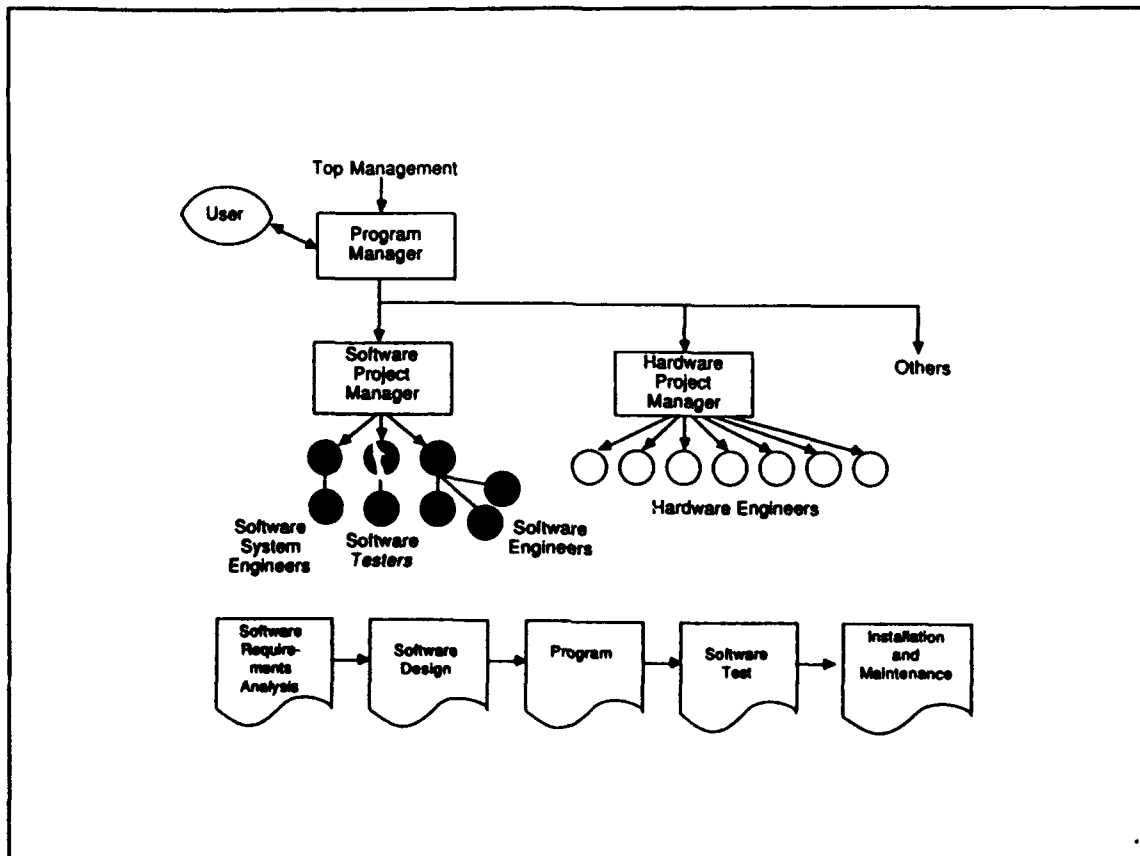 Top Management
User
Program
Manager
Software
Project
Manager
Hardware
Project
Manager
Others
Software
System
Engineers
Software
Testers
Software
Engineers
Hardware Engineers
Software
Require-
ments
Analysis
Software
Design
Program
Software
Test
Installation
and
Maintenance